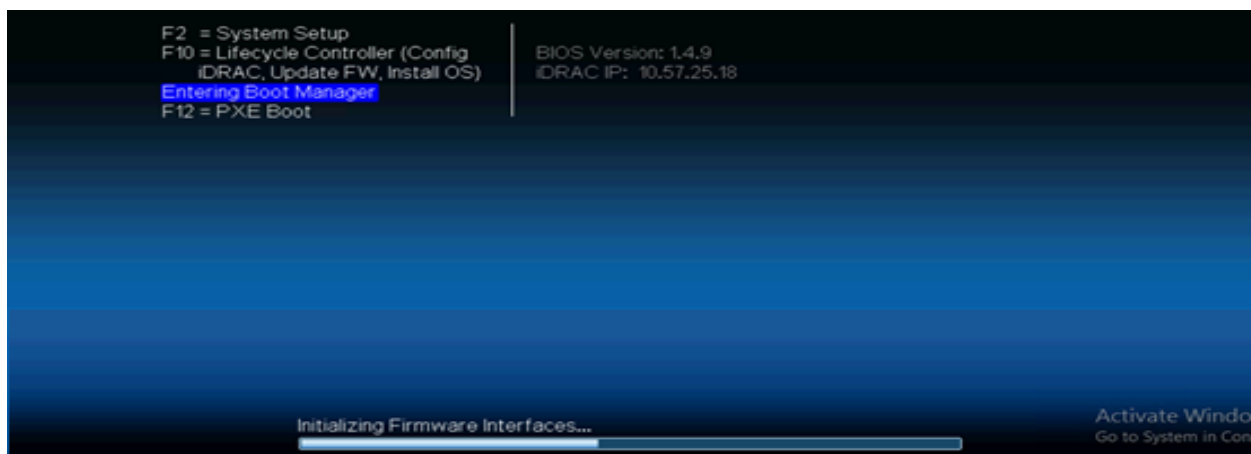 F2 = System Setup
F10 = Lifecycle Controller (Config
iDRAC, Update FW, Install OS)
Entering Boot Manager
F12 = PXE Boot
BIOS Version: 1.4.9
iDRAC IP: 10.57.25.18
Initializing Firmware Interfaces...
Activate Windo
Go to System in Con